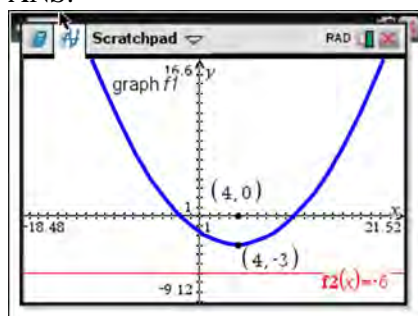 Scratchpad
RAD
16.6 y
graph f1
(4,0)
1
x
-18.48
1
21.52
(4,-3)
f2(x)=-6
-9.12